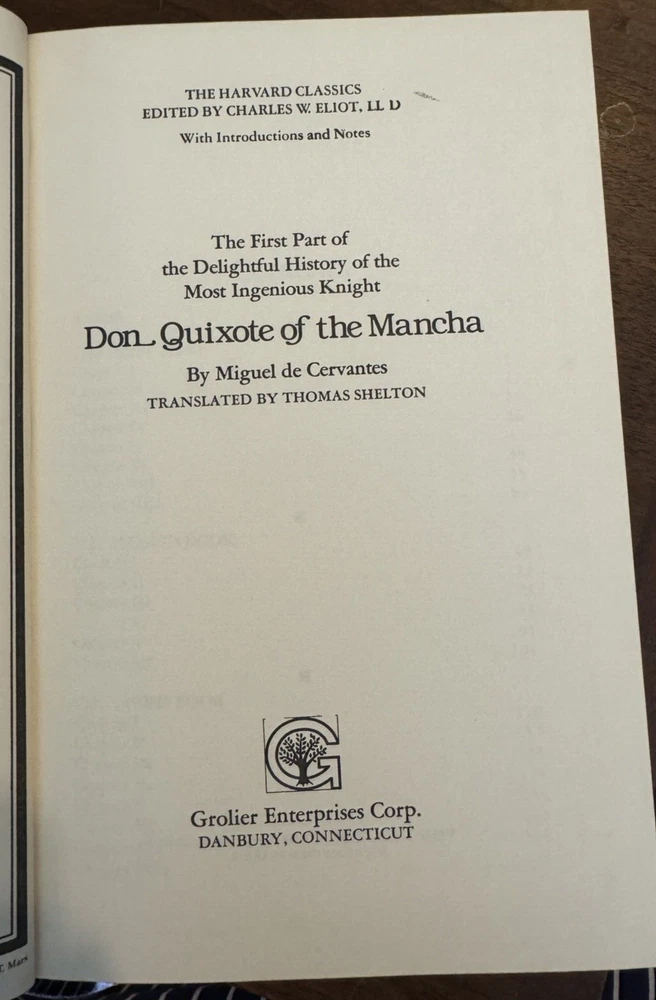 THE HARVARD CLASSICS
EDITED BY CHARLES W. ELIOT, LL D
With Introductions and Notes
The First Part of
the Delightful History of the
Most Ingenious Knight
Don Quixote of the Mancha
By Miguel de Cervantes
TRANSLATED BY THOMAS SHELTON
G
Grolier Enterprises Corp.
DANBURY, CONNECTICUT
T. Mars